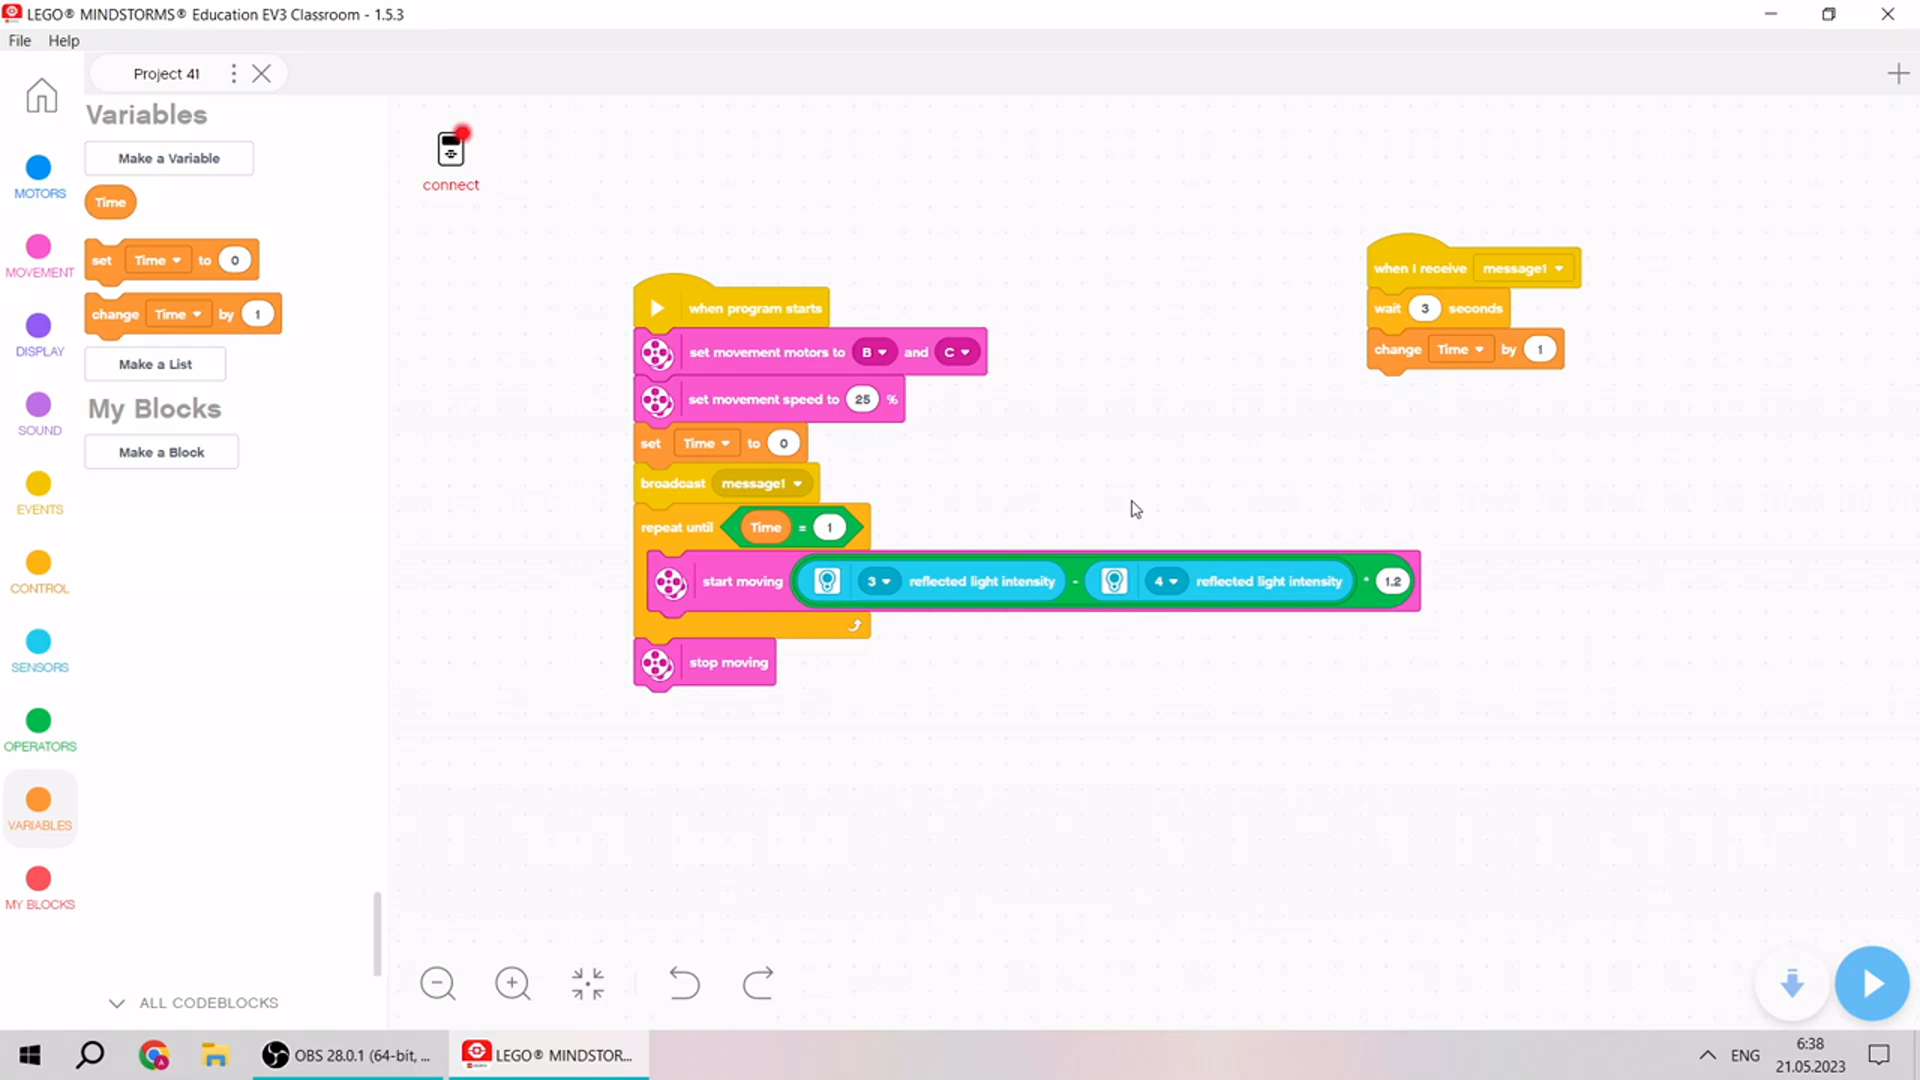 LEGO® MINDSTORMS® Education EV3 Classroom - 1.5.3
File Help
Project 41
Variables
Make a Variable
Time
set Time to 0
change Time by 1
Make a List
My Blocks
Make a Block
MOTORS
MOVEMENT
DISPLAY
SOUND
EVENTS
CONTROL
SENSORS
OPERATORS
VARIABLES
MY BLOCKS
ALL CODEBLOCKS
connect
when program starts
set movement motors to B and C
set movement speed to 25 %
set Time to 0
broadcast message1
repeat until Time = 1
start moving 3 reflected light intensity - 4 reflected light intensity * 1.2
stop moving
when I receive message1
wait 3 seconds
change Time by 1
OBS 28.0.1 (64-bit, ...
LEGO® MINDSTOR...
ENG
6:38
21.05.2023